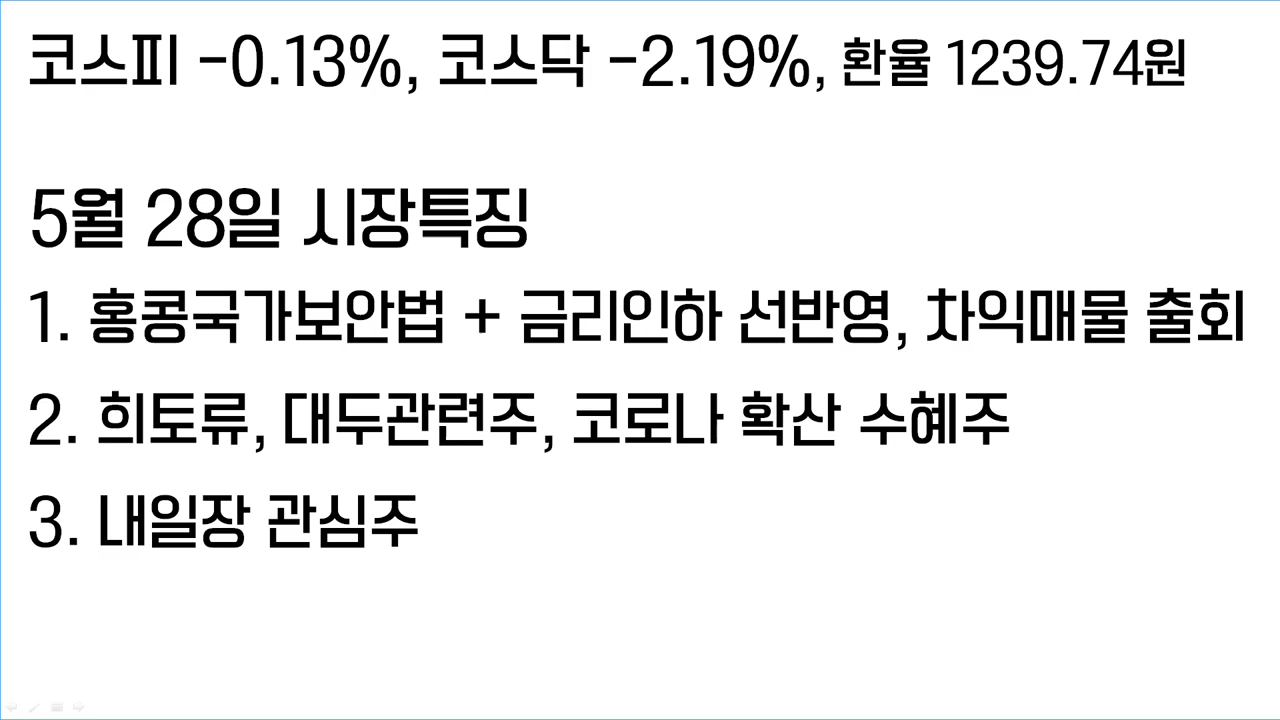 코스피 -0.13%, 코스닥 -2.19%, 환율 1239.74원
5월 28일 시장특징
1. 홍콩국가보안법 + 금리인하 선반영, 차익매물 출회
2. 희토류, 대두관련주, 코로나 확산 수혜주
3. 내일장 관심주